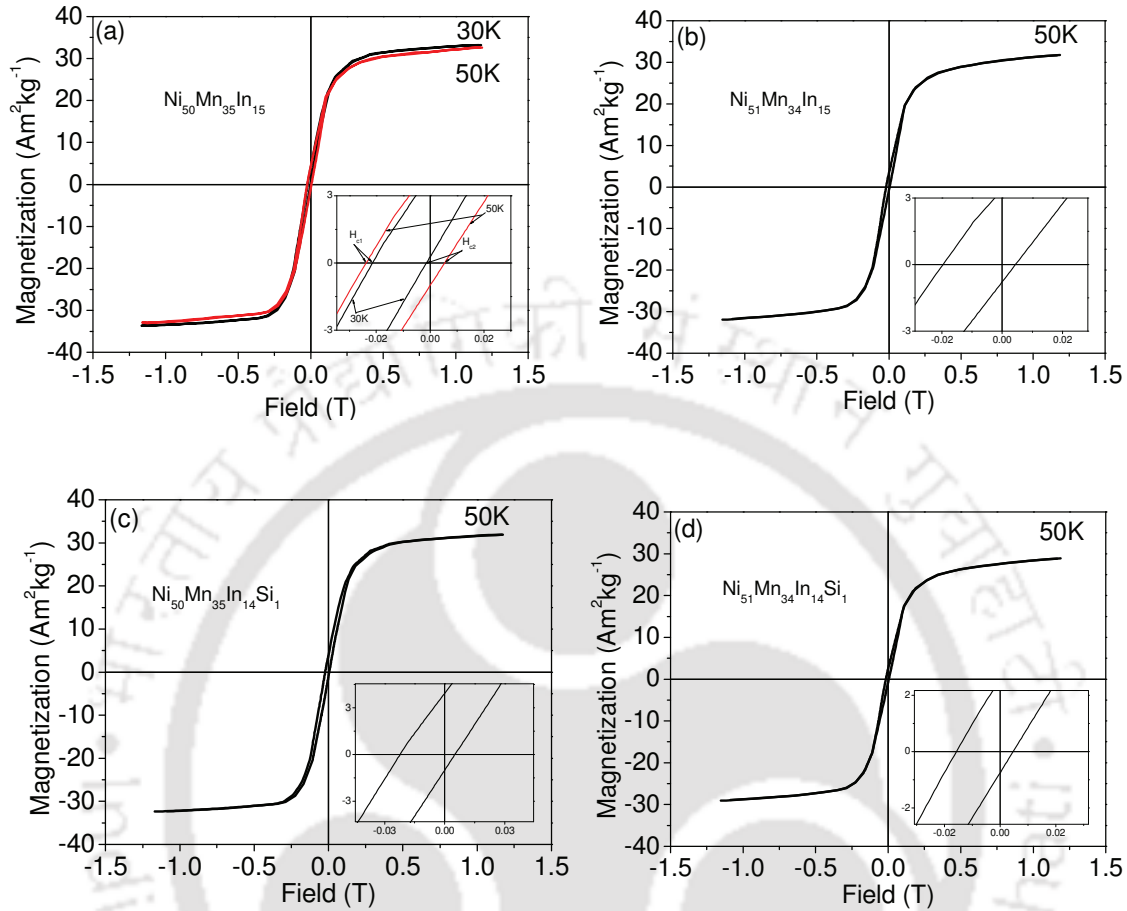 (a)
30K
50K
Ni50Mn35In15
Magnetization (Am2kg-1)
40
30
20
10
0
-10
-20
-30
-40
-1.5 -1.0 -0.5 0.0 0.5 1.0 1.5
Field (T)
3
0
-3
-0.02 0.00 0.02
Hc1
Hc2
50K
30K
(b)
50K
Ni51Mn34In15
Magnetization (Am2kg-1)
40
30
20
10
0
-10
-20
-30
-40
-1.5 -1.0 -0.5 0.0 0.5 1.0 1.5
Field (T)
3
0
-3
-0.02 0.00 0.02
(c)
50K
Ni50Mn35In14Si1
Magnetization (Am2kg-1)
40
30
20
10
0
-10
-20
-30
-40
-1.5 -1.0 -0.5 0.0 0.5 1.0 1.5
Field (T)
3
0
-3
-0.03 0.00 0.03
(d)
50K
Ni51Mn34In14Si1
Magnetization (Am2kg-1)
40
30
20
10
0
-10
-20
-30
-40
-1.5 -1.0 -0.5 0.0 0.5 1.0 1.5
Field (T)
2
0
-2
-0.02 0.00 0.02